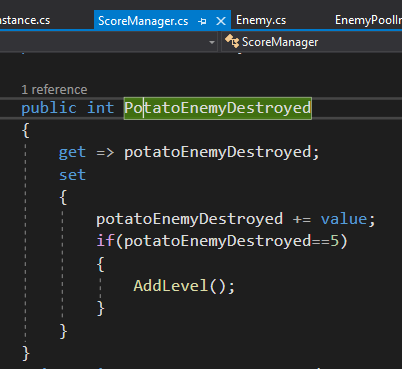 nstance.cs ScoreManager.cs Enemy.cs EnemyPoolIn
ScoreManager
1 reference
public int PotatoEnemyDestroyed
{
get => potatoEnemyDestroyed;
set
{
potatoEnemyDestroyed += value;
if(potatoEnemyDestroyed==5)
{
AddLevel();
}
}
}